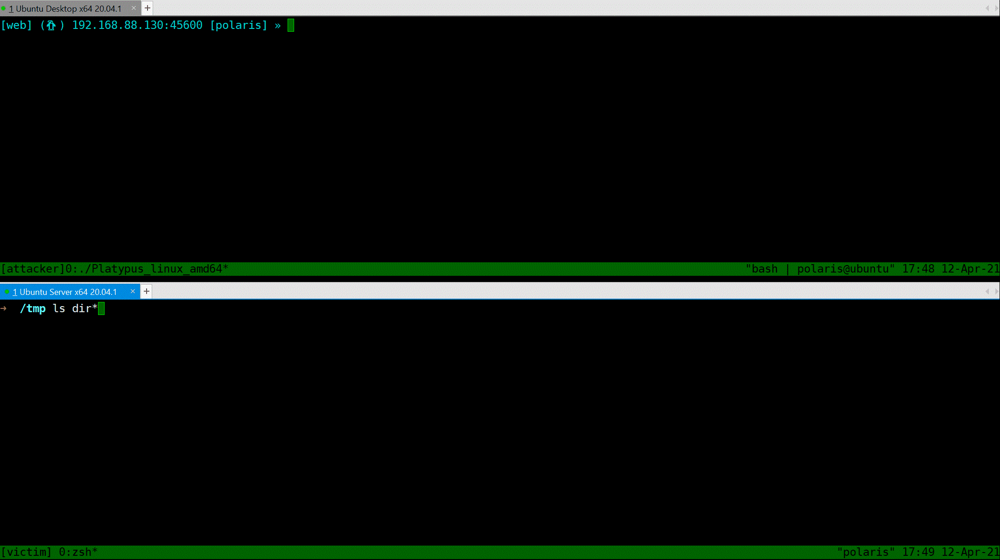 1 Ubuntu Desktop x64 20.04.1 × +
[web] (🐧) 192.168.88.130:45600 [polaris] »
[attacker]0:./Platypus_linux_amd64* "bash | polaris@ubuntu" 17:48 12-Apr-21
1 Ubuntu Server x64 20.04.1 × +
➜ /tmp ls dir*
[victim] 0:zsh* "polaris" 17:49 12-Apr-21